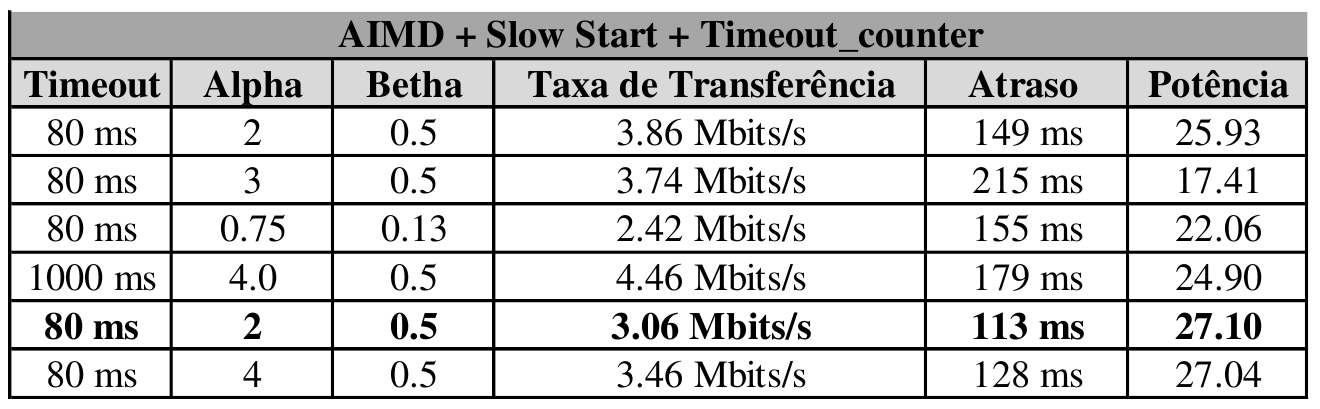 AIMD + Slow Start + Timeout_counter
Timeout Alpha Betha Taxa de Transferência Atraso Potência
80 ms 2 0.5 3.86 Mbits/s 149 ms 25.93
80 ms 3 0.5 3.74 Mbits/s 215 ms 17.41
80 ms 0.75 0.13 2.42 Mbits/s 155 ms 22.06
1000 ms 4.0 0.5 4.46 Mbits/s 179 ms 24.90
80 ms 2 0.5 3.06 Mbits/s 113 ms 27.10
80 ms 4 0.5 3.46 Mbits/s 128 ms 27.04